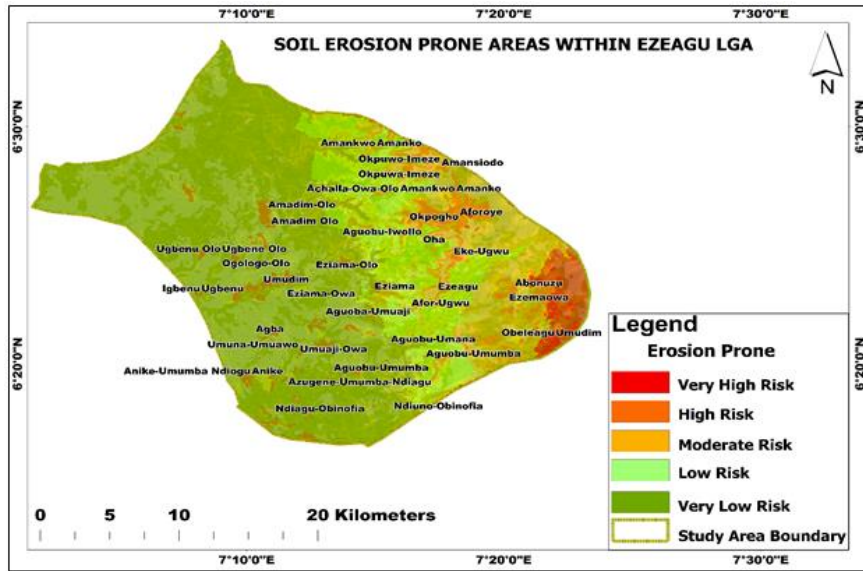 7°10'0"E 7°20'0"E 7°30'0"E
SOIL EROSION PRONE AREAS WITHIN EZEAGU LGA
N
6°30'0"N 6°30'0"N
Amankwo Amanko
Okpuwo-Imeze
Amansiodo
Okpuwa-Imeze
Achalla-Owa-Olo Amankwo Amanko
Amadim-Olo
Aforoye
Okpogho
Amadim Olo
Aguobu-Iwollo
Oha
Ugbenu Olo Ugbene Olo
Eke-Ugwu
Ogologo-Olo
Eziama-Olo
Umudim
Abonuzu
Igbenu Ugbenu
Eziama
Ezeagu
Eziama-Owa
Ezemaowa
Afor-Ugwu
Aguoba-Umuaji
Agba
Obeleagu Umudim
Aguobu-Umana
Umuna-Umuawo
Umuaji-Owa
Aguobu-Umumba
Anike-Umumba Ndiogu Anike
Aguobu-Umumba
Azugene-Umumba-Ndiagu
Ndiagu-Obinofia
Ndiuno-Obinofia
6°20'0"N 6°20'0"N
Legend
Erosion Prone
Very High Risk
High Risk
Moderate Risk
Low Risk
Very Low Risk
Study Area Boundary
0 5 10 20 Kilometers
7°10'0"E 7°20'0"E 7°30'0"E